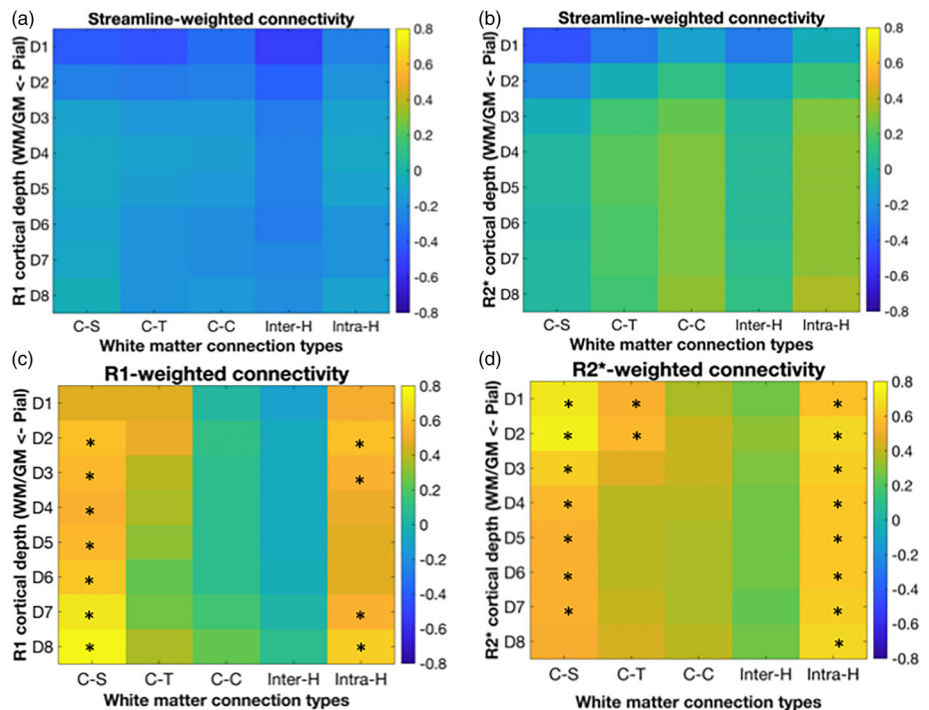 (a)
Streamline-weighted connectivity
R1 cortical depth (WM/GM <- Pial)
D1
D2
D3
D4
D5
D6
D7
D8
0.8
0.6
0.4
0.2
0
-0.2
-0.4
-0.6
-0.8
C-S C-T C-C Inter-H Intra-H
White matter connection types
(b)
Streamline-weighted connectivity
R2* cortical depth (WM/GM <- Pial)
D1
D2
D3
D4
D5
D6
D7
D8
0.8
0.6
0.4
0.2
0
-0.2
-0.4
-0.6
-0.8
C-S C-T C-C Inter-H Intra-H
White matter connection types
(c)
R1-weighted connectivity
R1 cortical depth (WM/GM <- Pial)
D1
D2 * *
D3 * *
D4 *
D5 *
D6 *
D7 * *
D8 * *
0.8
0.6
0.4
0.2
0
-0.2
-0.4
-0.6
-0.8
C-S C-T C-C Inter-H Intra-H
White matter connection types
(d)
R2*-weighted connectivity
R2* cortical depth (WM/GM <- Pial)
D1 * * *
D2 * * *
D3 * *
D4 * *
D5 * *
D6 * *
D7 * *
D8 *
0.8
0.6
0.4
0.2
0
-0.2
-0.4
-0.6
-0.8
C-S C-T C-C Inter-H Intra-H
White matter connection types